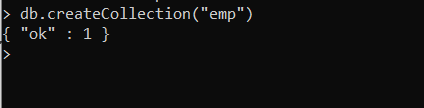 > db.createCollection("emp")
{ "ok" : 1 }
>